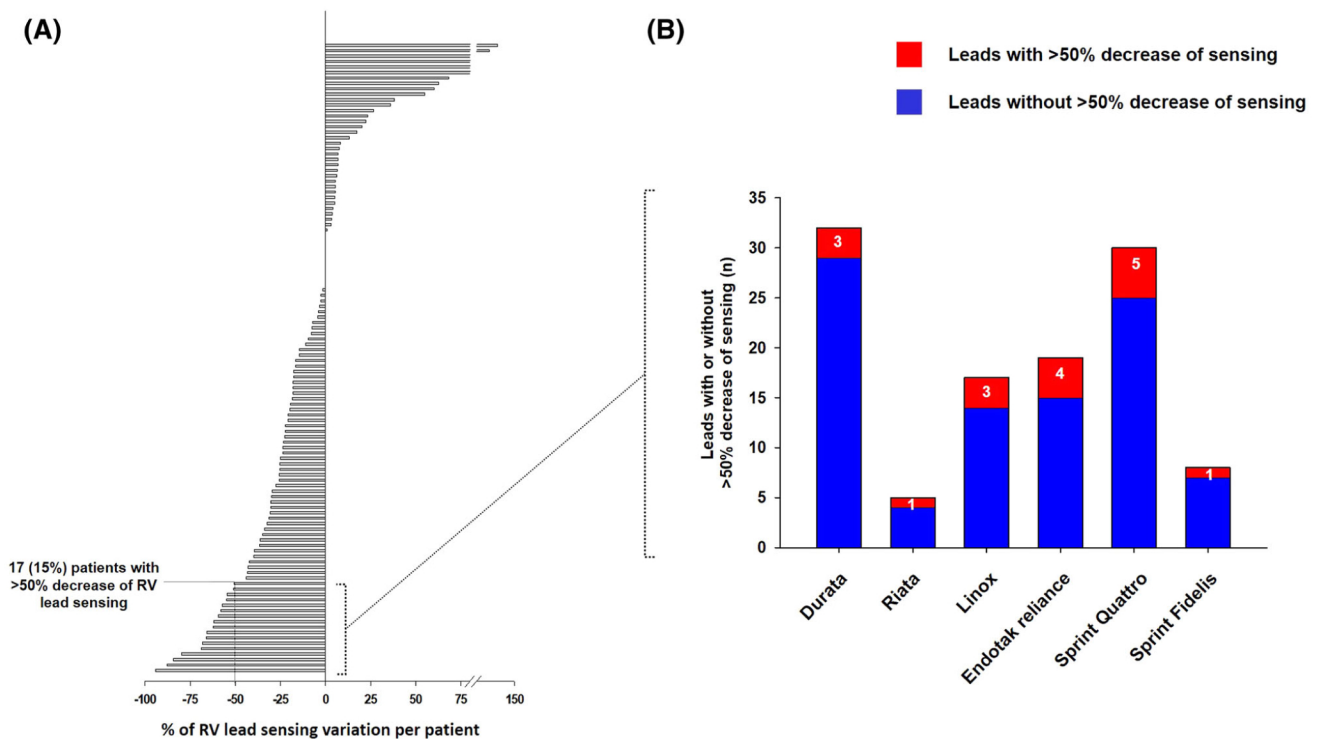 (A)
17 (15%) patients with
>50% decrease of RV
lead sensing
-100 -75 -50 -25 0 25 50 75 150
% of RV lead sensing variation per patient
(B)
Leads with >50% decrease of sensing
Leads without >50% decrease of sensing
Leads with or without
>50% decrease of sensing (n)
35
30
25
20
15
10
5
0
3
1
3
4
5
1
Durata
Riata
Linox
Endotak reliance
Sprint Quattro
Sprint Fidelis